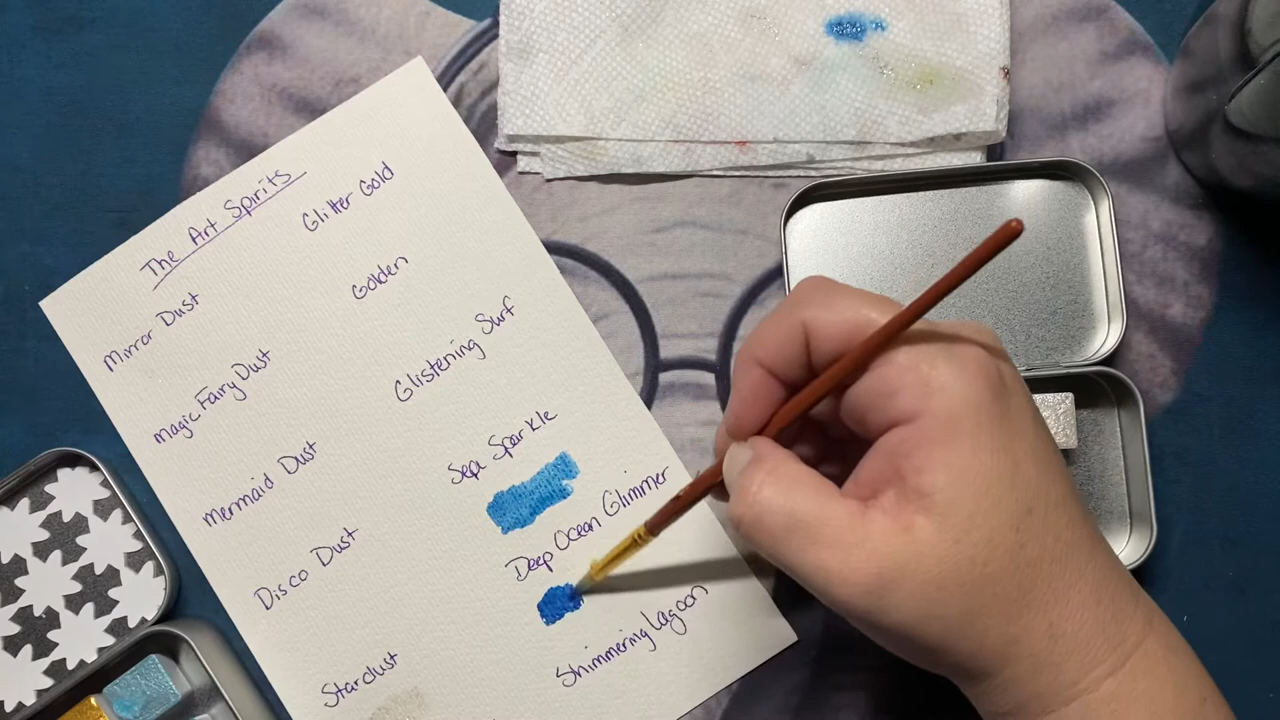 The Art Spirits
Mirror Dust
Magic Fairy Dust
Mermaid Dust
Disco Dust
Stardust
Glitter Gold
Golden
Glistening Surf
Sea Sparkle
Deep Ocean Glimmer
Shimmering Lagoon